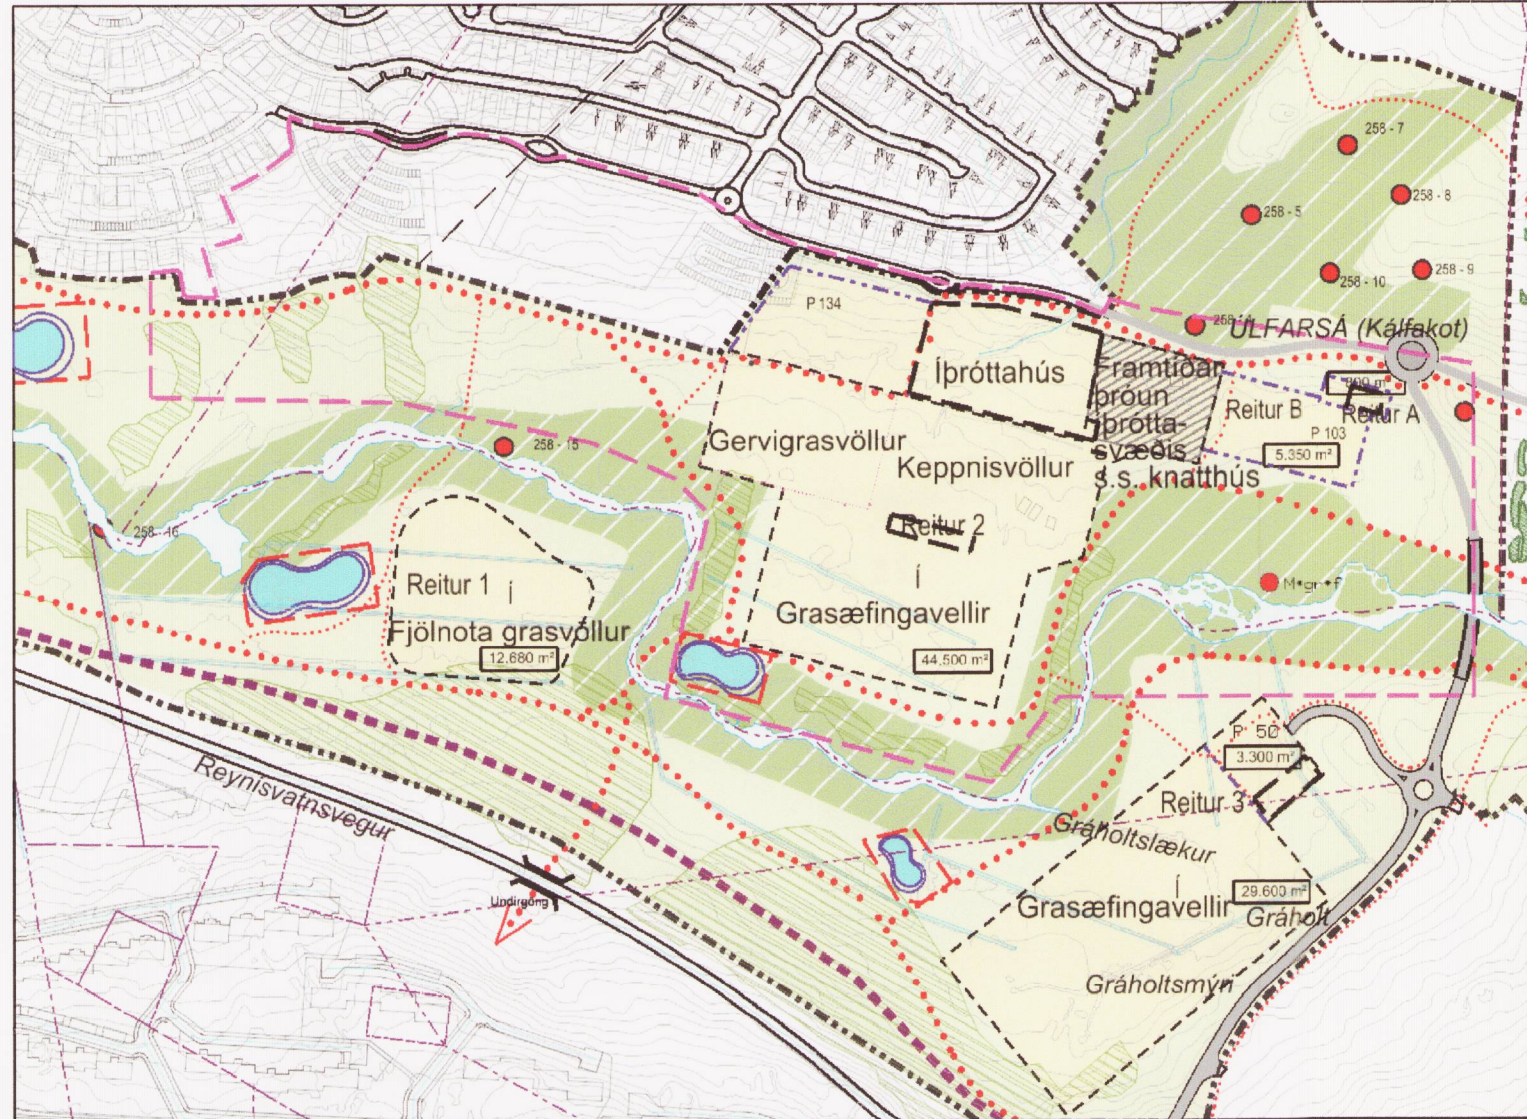 258 - 7
258 - 8
258 - 5
258 - 9
258 - 10
ÚLFARSÁ (Kálfakot)
P 134
Íþróttahús
Framtíðar
þróun
íþrótta-
svæðis
s.s. knatthús
Reitur B
P 103
5.350 m²
Reitur A
Gervigrasvöllur
Keppnisvöllur
258 - 15
258 - 16
Reitur 2
Í
Grasæfingavellir
44.500 m²
Reitur 1
Í
Fjölnota grasvöllur
12.680 m²
P 50
3.300 m²
Reitur 3
Gráholtslækur
Í
Grasæfingavellir
29.600 m²
Gráholt
Gráholtsmýri
Reynisvatnsvegur
Undirgöng